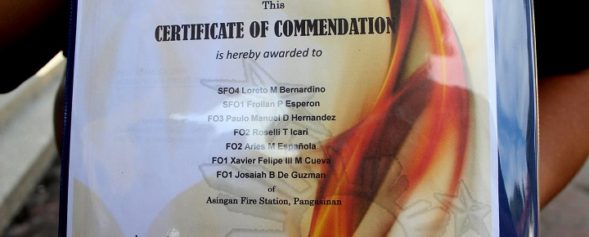 This
CERTIFICATE OF COMMENDATION
is hereby awarded to
SFO4 Loreto M Bernardino
SFO1 Froilan P Esperon
FO3 Paulo Manuel D Hernandez
FO2 Roselli T Icari
FO2 Aries M Española
FO1 Xavier Felipe III M Cueva
FO1 Josaiah B De Guzman
of
Asingan Fire Station, Pangasinan